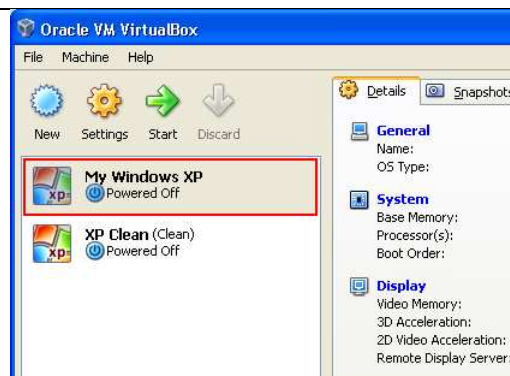 Oracle VM VirtualBox
File Machine Help
New Settings Start Discard
My Windows XP
Powered Off
XP Clean (Clean)
Powered Off
Details Snapshots
General
Name:
OS Type:
System
Base Memory:
Processor(s):
Boot Order:
Display
Video Memory:
3D Acceleration:
2D Video Acceleration:
Remote Display Server: